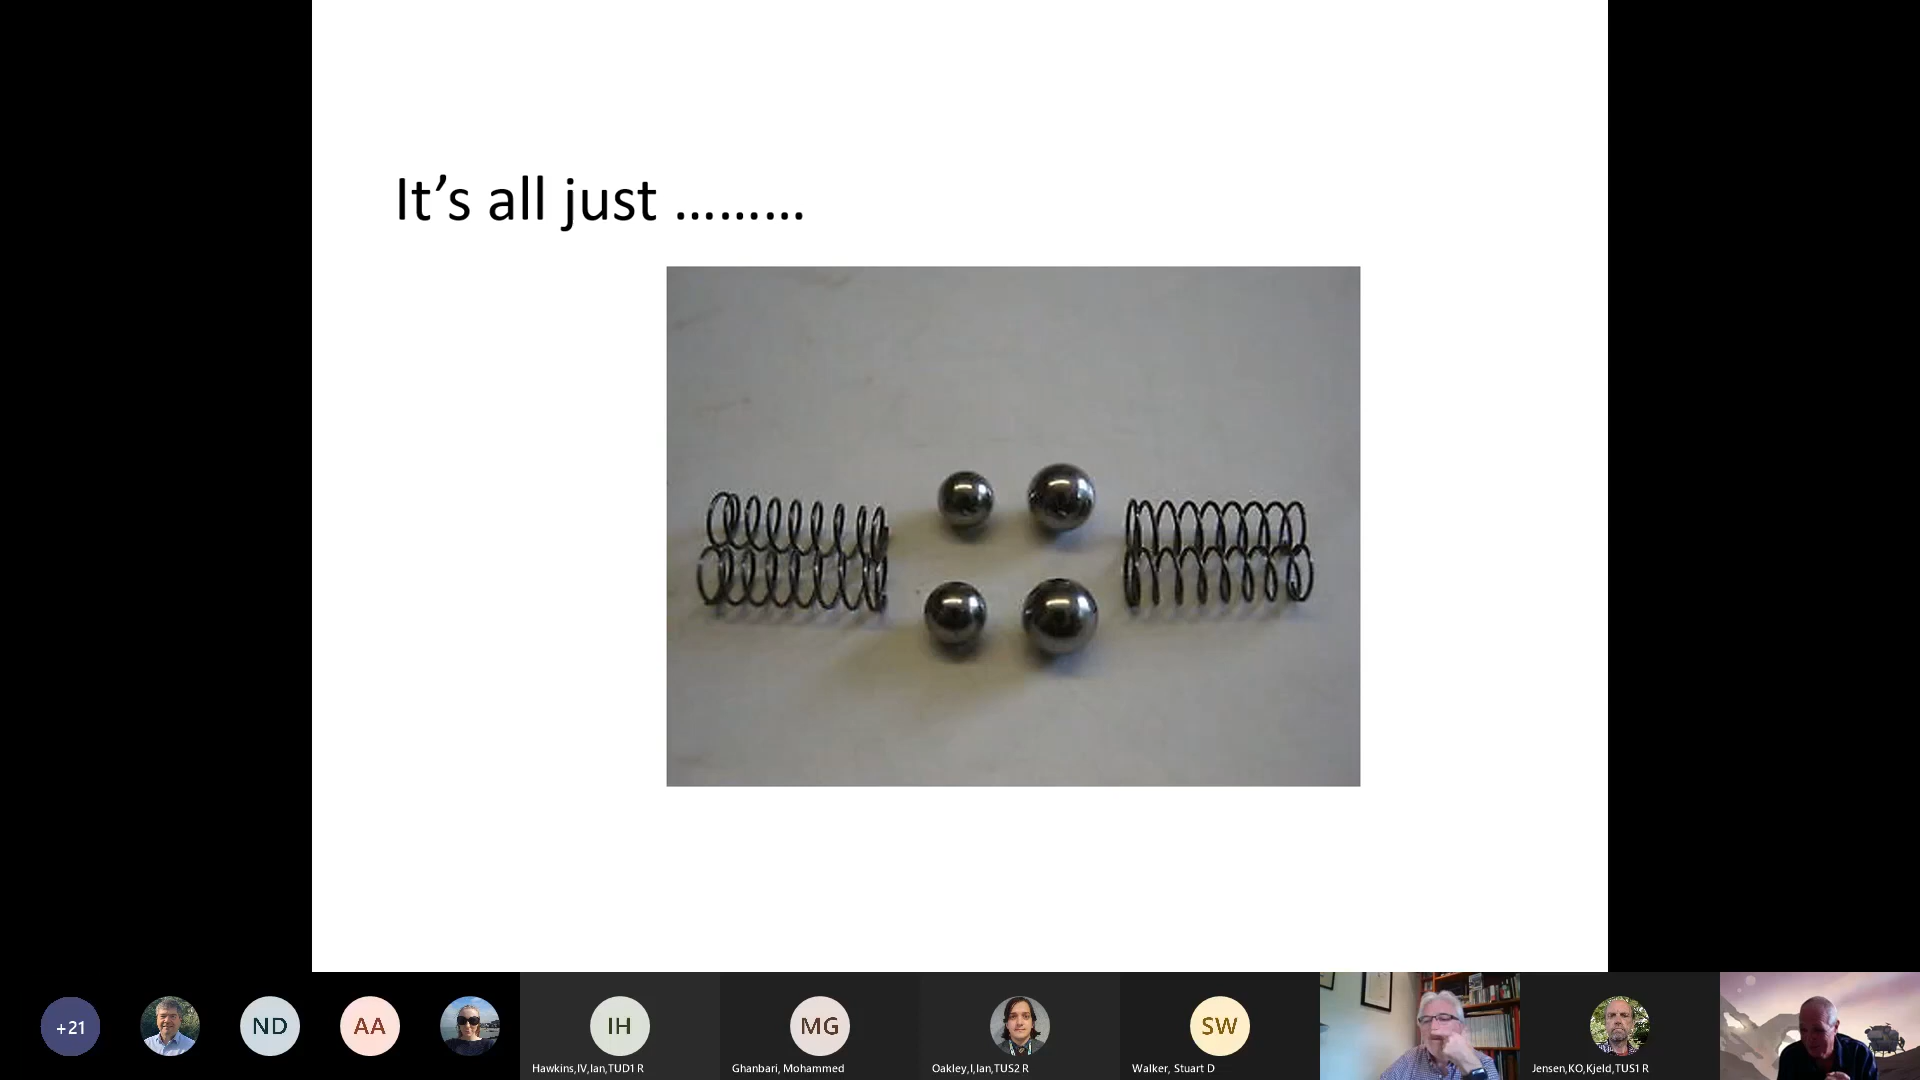 It’s all just .........
+21
ND
AA
IH
MG
SW
Hawkins,IV,Ian,TUD1 R
Ghanbari, Mohammed
Oakley,I,Ian,TUS2 R
Walker, Stuart D
Jensen,KO,Kjeld,TUS1 R